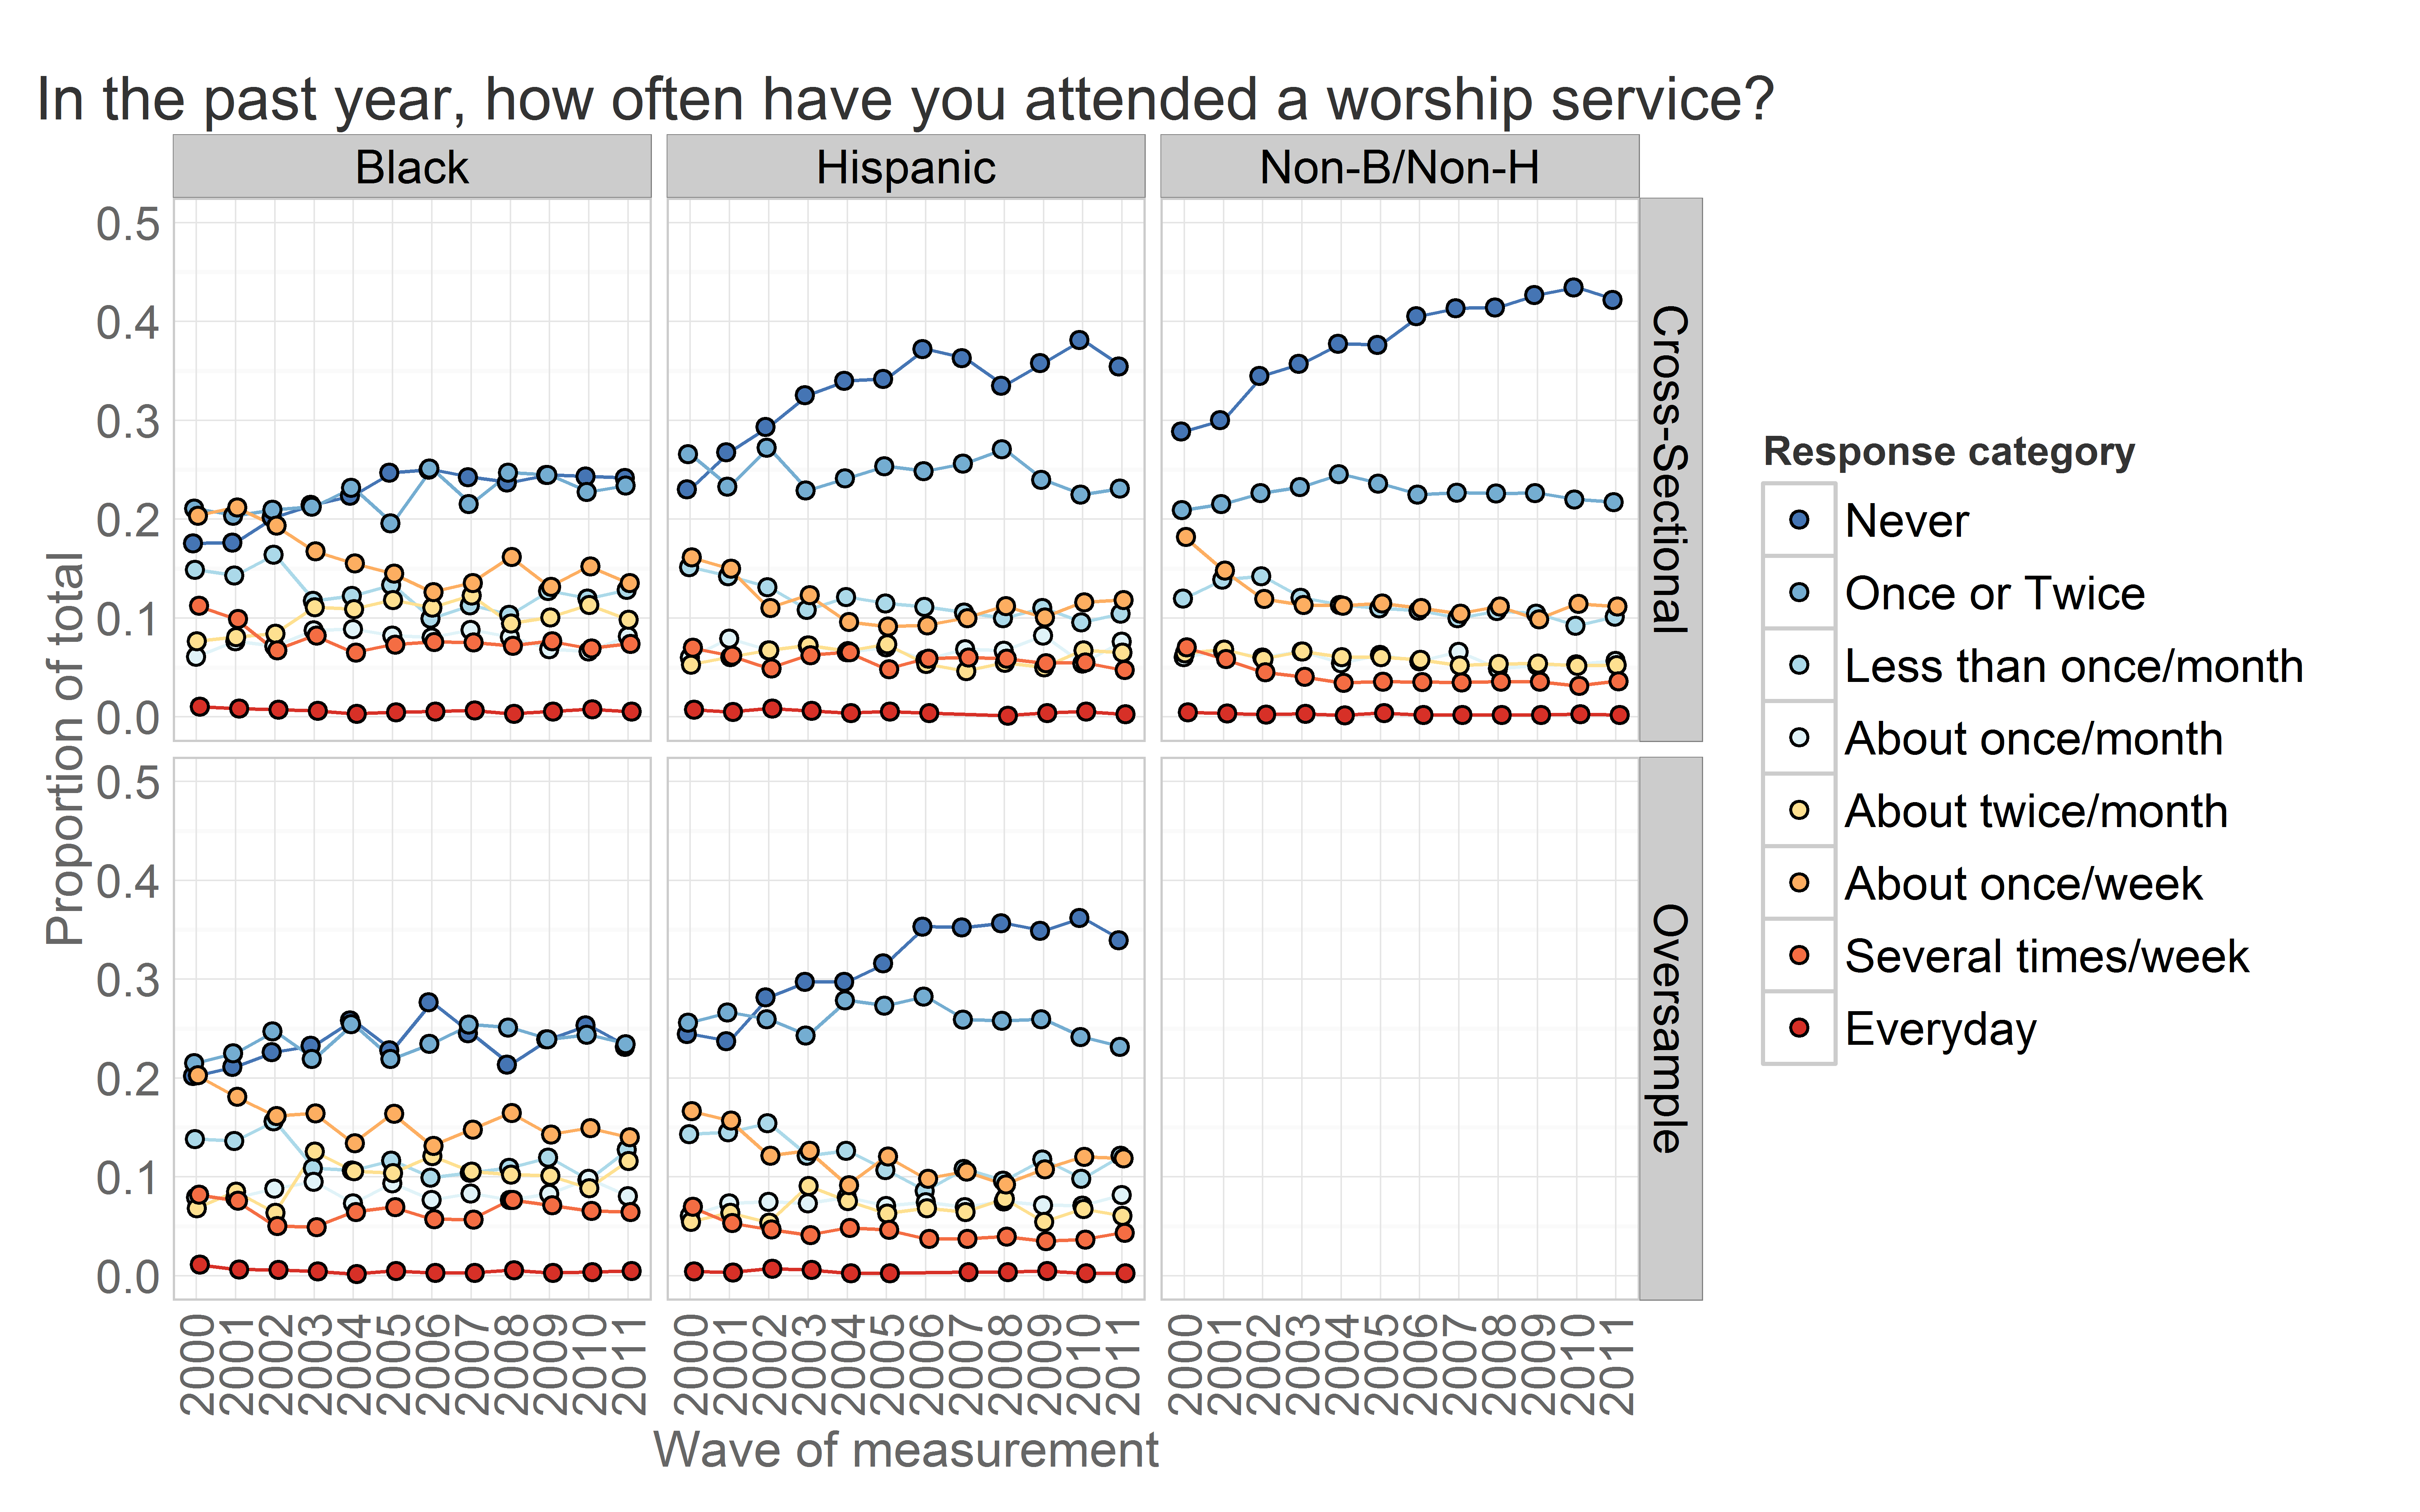 In the past year, how often have you attended a worship service?
Black
Hispanic
Non-B/Non-H
0.5
0.4
0.3
0.2
0.1
0.0
Cross-Sectional
Proportion of total
0.5
0.4
0.3
0.2
0.1
0.0
Oversample
2000
2001
2002
2003
2004
2005
2006
2007
2008
2009
2010
2011
2000
2001
2002
2003
2004
2005
2006
2007
2008
2009
2010
2011
2000
2001
2002
2003
2004
2005
2006
2007
2008
2009
2010
2011
Wave of measurement
Response category
Never
Once or Twice
Less than once/month
About once/month
About twice/month
About once/week
Several times/week
Everyday